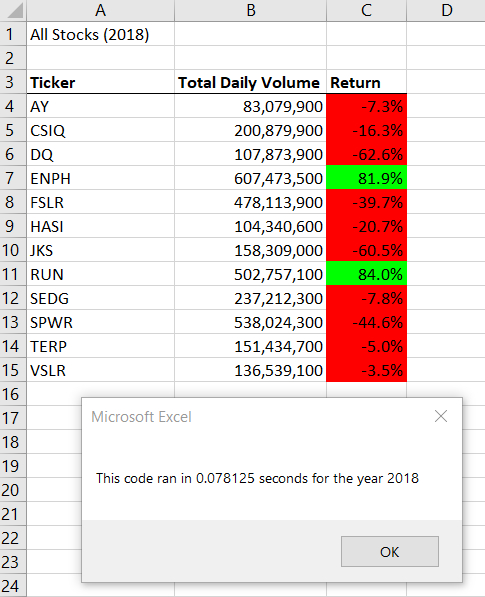 A B C D
1 All Stocks (2018)
2
3 Ticker Total Daily Volume Return
4 AY 83,079,900 -7.3%
5 CSIQ 200,879,900 -16.3%
6 DQ 107,873,900 -62.6%
7 ENPH 607,473,500 81.9%
8 FSLR 478,113,900 -39.7%
9 HASI 104,340,600 -20.7%
10 JKS 158,309,000 -60.5%
11 RUN 502,757,100 84.0%
12 SEDG 237,212,300 -7.8%
13 SPWR 538,024,300 -44.6%
14 TERP 151,434,700 -5.0%
15 VSLR 136,539,100 -3.5%
16
17 Microsoft Excel
18
19 This code ran in 0.078125 seconds for the year 2018
20
21
22 OK
23
24